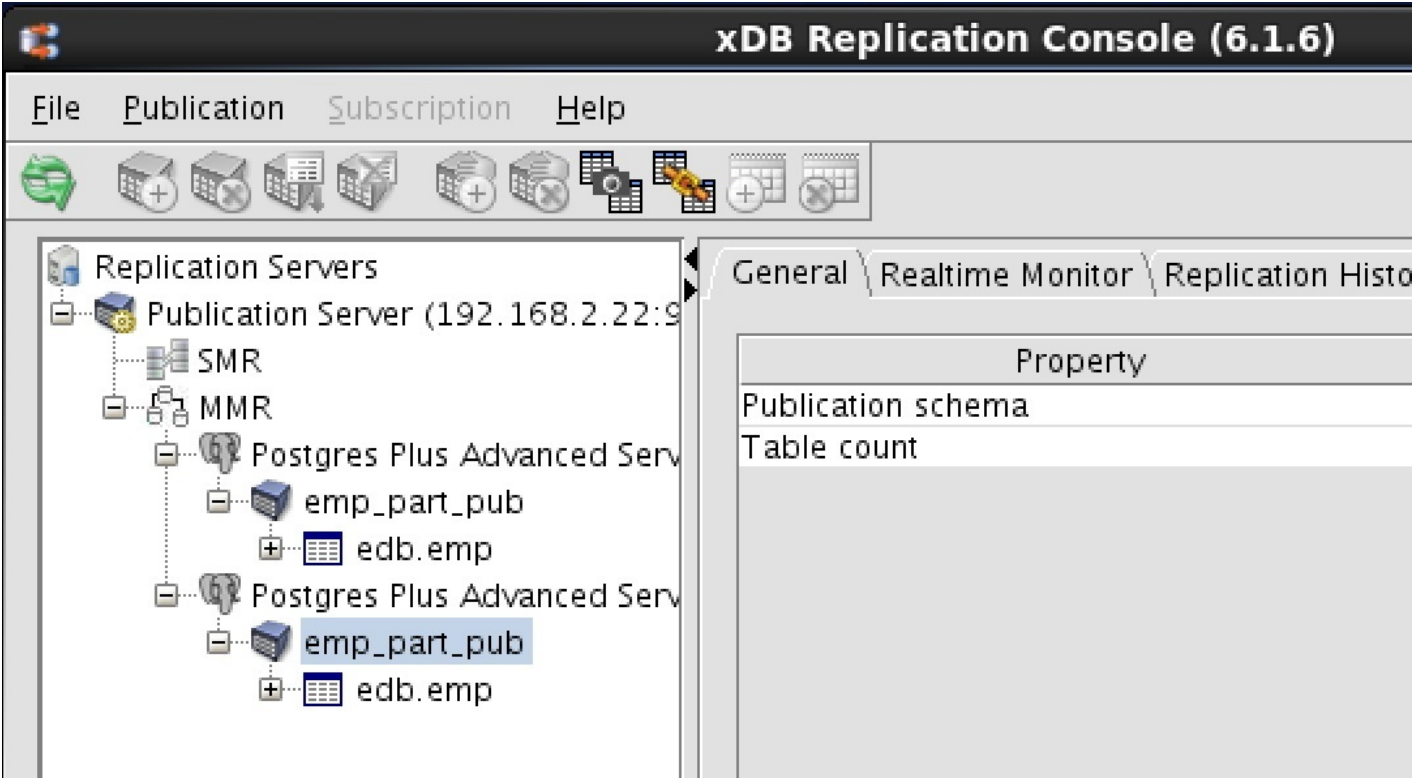 xDB Replication Console (6.1.6)
File Publication Subscription Help
Replication Servers
Publication Server (192.168.2.22:9
SMR
MMR
Postgres Plus Advanced Serv
emp_part_pub
edb.emp
Postgres Plus Advanced Serv
emp_part_pub
edb.emp
General Realtime Monitor Replication Histo
Property
Publication schema
Table count